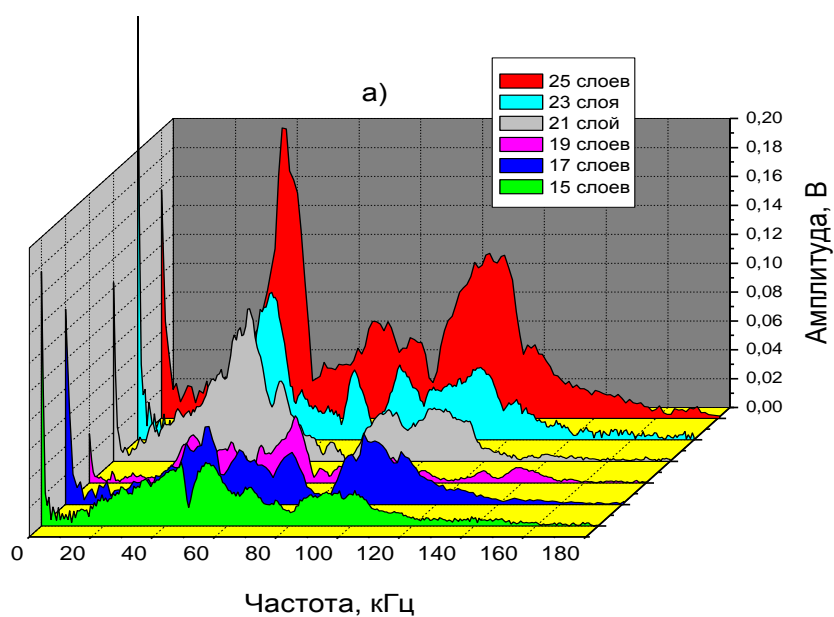 а)
25 слоев
23 слоя
21 слой
19 слоев
17 слоев
15 слоев
0,20
0,18
0,16
0,14
0,12
0,10
0,08
0,06
0,04
0,02
0,00
Амплитуда, В
0 20 40 60 80 100 120 140 160 180
Частота, кГц